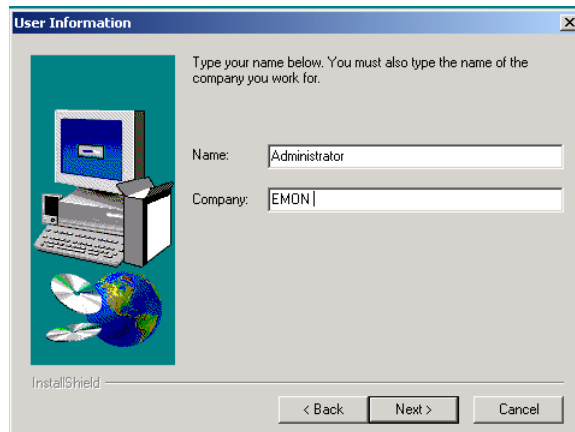 User Information
Type your name below. You must also type the name of the
company you work for.
Name: Administrator
Company: EMON
InstallShield
< Back Next > Cancel